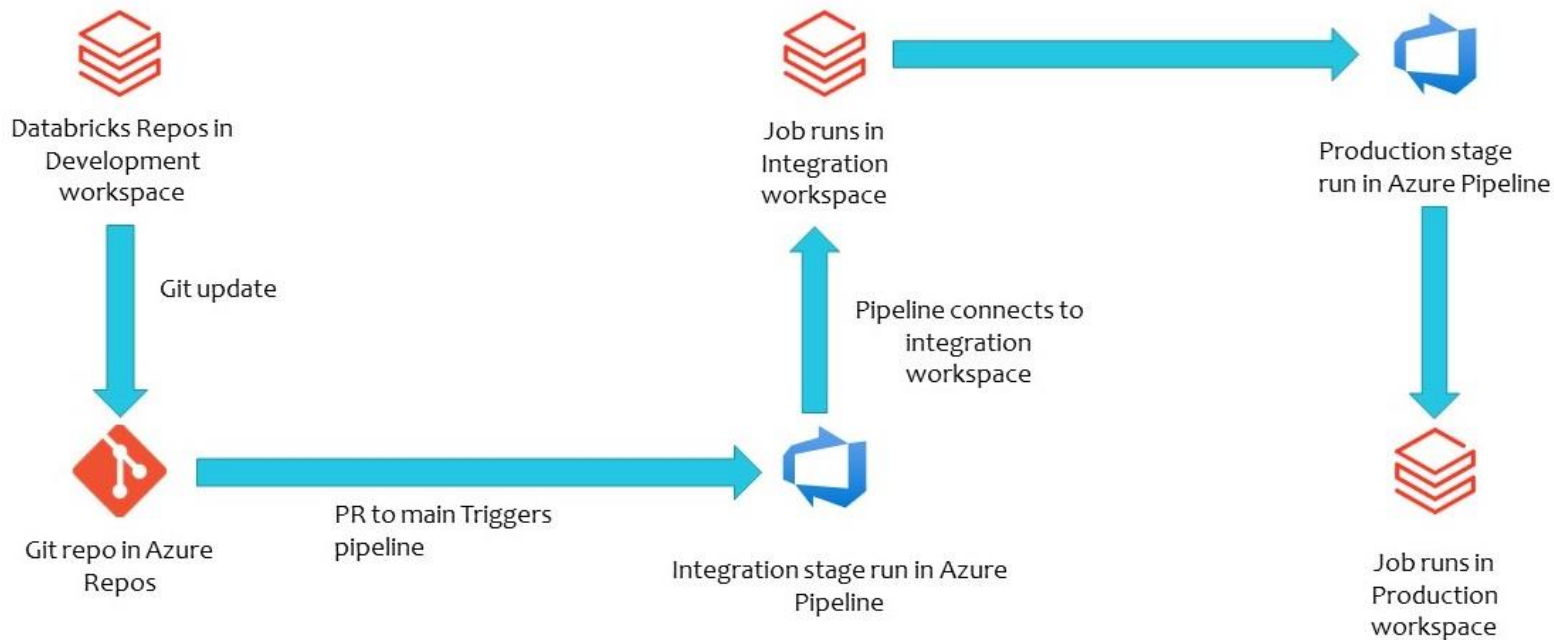 Databricks Repos in
Development
workspace
Git update
Git repo in Azure
Repos
PR to main Triggers
pipeline
Integration stage run in Azure
Pipeline
Pipeline connects to
integration
workspace
Job runs in
Integration
workspace
Production stage
run in Azure Pipeline
Job runs in
Production
workspace